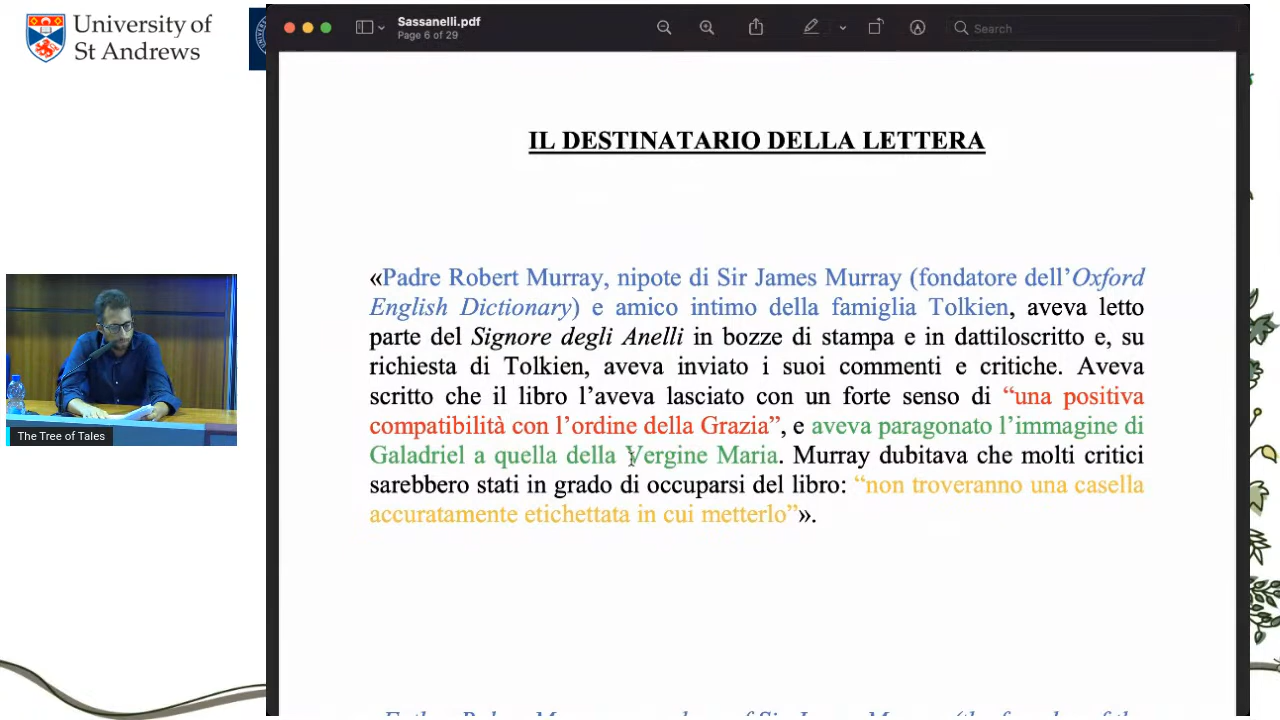 University of
St Andrews
Sassanelli.pdf
Page 6 of 29
Search
IL DESTINATARIO DELLA LETTERA
«Padre Robert Murray, nipote di Sir James Murray (fondatore dell’Oxford
English Dictionary) e amico intimo della famiglia Tolkien, aveva letto
parte del Signore degli Anelli in bozze di stampa e in dattiloscritto e, su
richiesta di Tolkien, aveva inviato i suoi commenti e critiche. Aveva
scritto che il libro l’aveva lasciato con un forte senso di “una positiva
compatibilità con l’ordine della Grazia”, e aveva paragonato l’immagine di
Galadriel a quella della Vergine Maria. Murray dubitava che molti critici
sarebbero stati in grado di occuparsi del libro: “non troveranno una casella
accuratamente etichettata in cui metterlo”».
The Tree of Tales